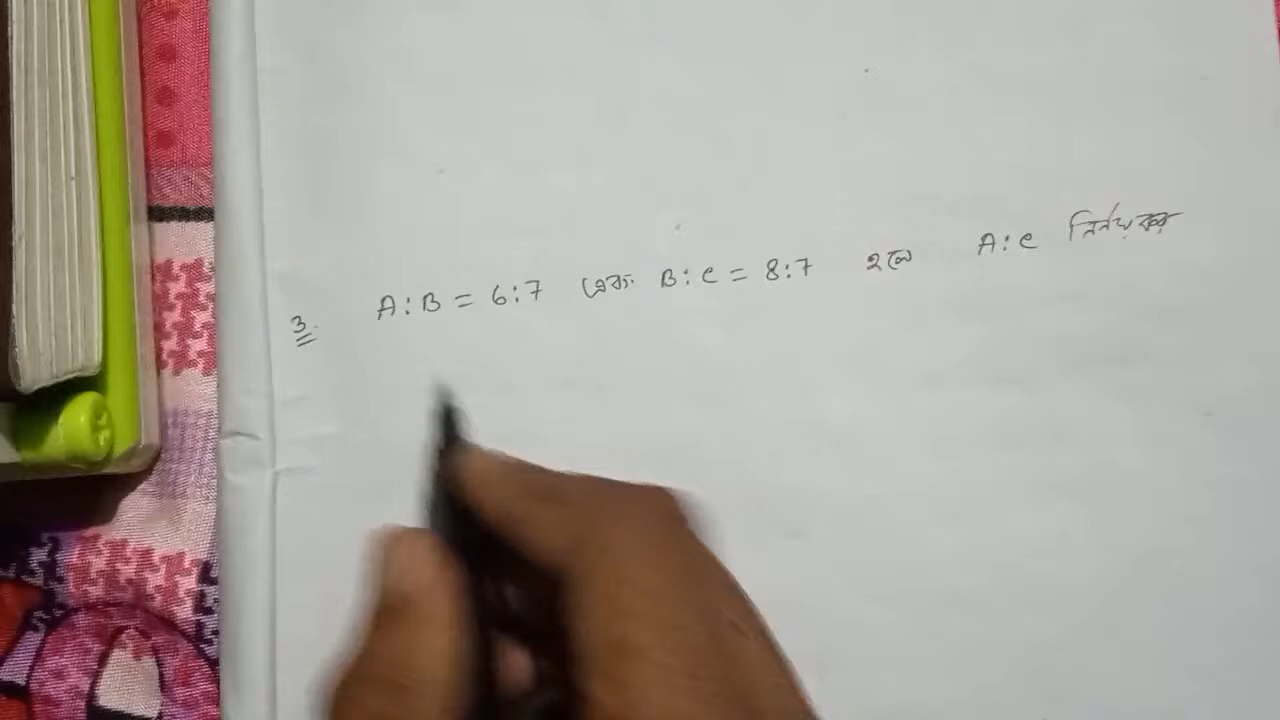 3. A:B = 6:7 এবং B:C = 8:7 হলে A:C নির্ণয় কর